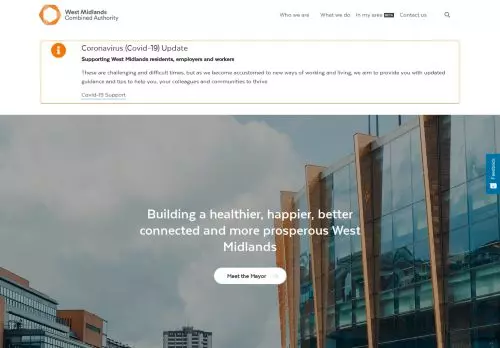 West Midlands
Combined Authority
Who we are What we do In my area BETA Contact us
Coronavirus (Covid-19) Update
Supporting West Midlands residents, employers and workers
These are challenging and difficult times, but as we become accustomed to new ways of working and living, we aim to provide you with updated
guidance and tips to help you, your colleagues and communities to thrive
Covid-19 Support
Feedback
Building a healthier, happier, better
connected and more prosperous West
Midlands
Meet the Mayor